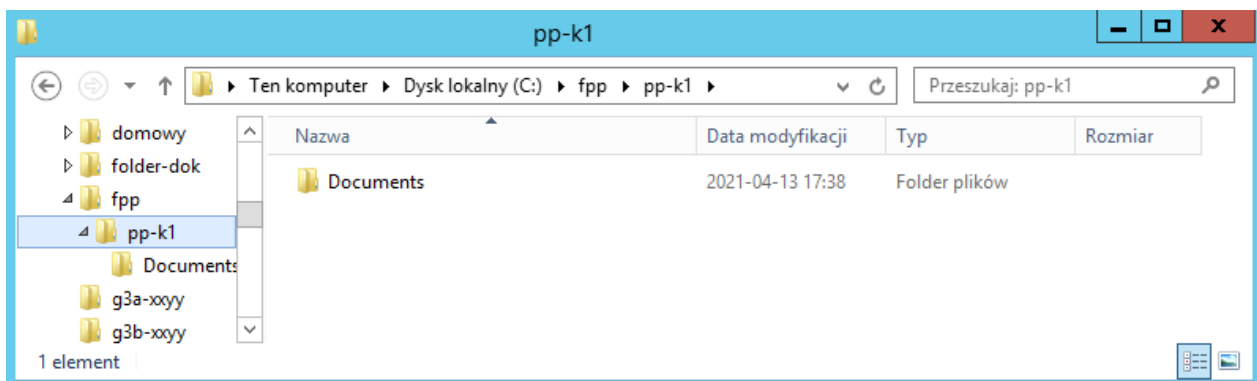 pp-k1
Ten komputer Dysk lokalny (C:) fpp pp-k1
Przeszukaj: pp-k1
domowy
folder-dok
fpp
pp-k1
Documents
g3a-xxyy
g3b-xxyy
Nazwa Data modyfikacji Typ Rozmiar
Documents 2021-04-13 17:38 Folder plików
1 element